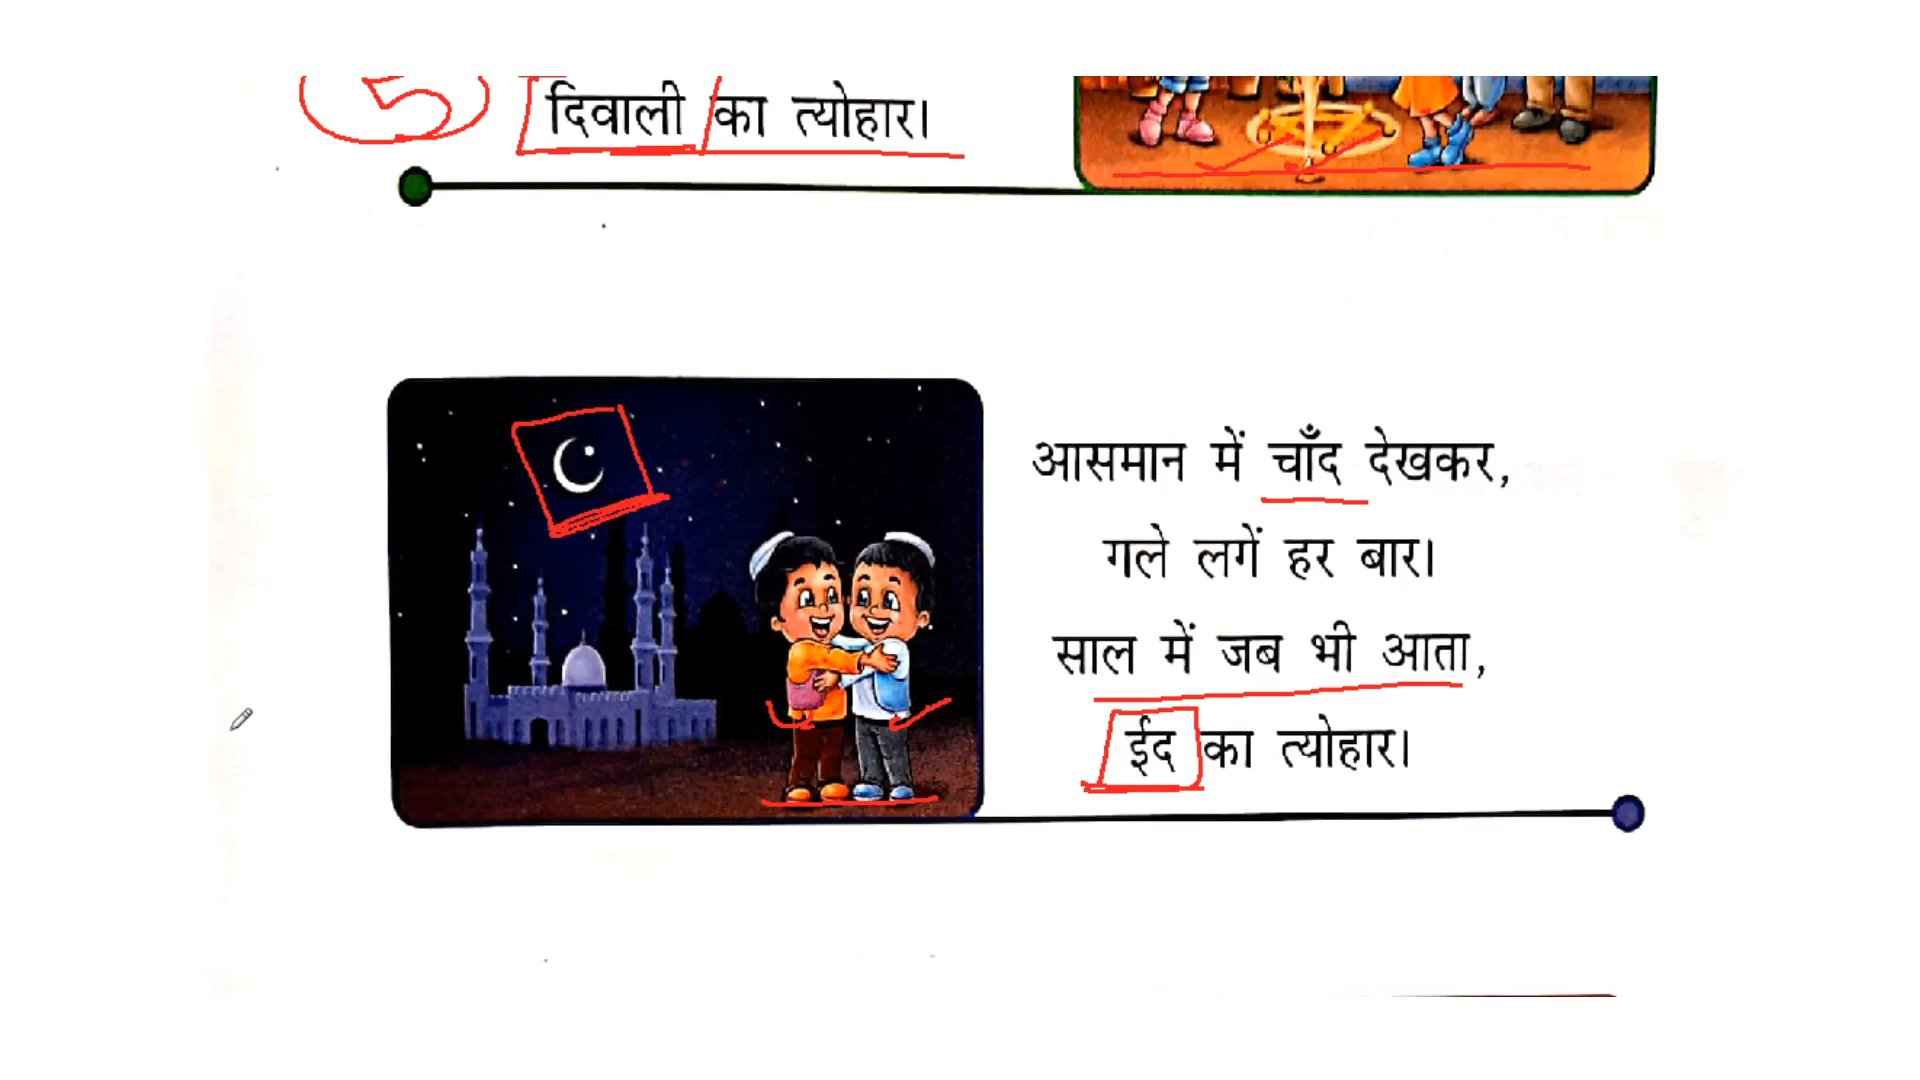 दिवाली का त्योहार।
आसमान में चाँद देखकर,
गले लगें हर बार।
साल में जब भी आता,
ईद का त्योहार।